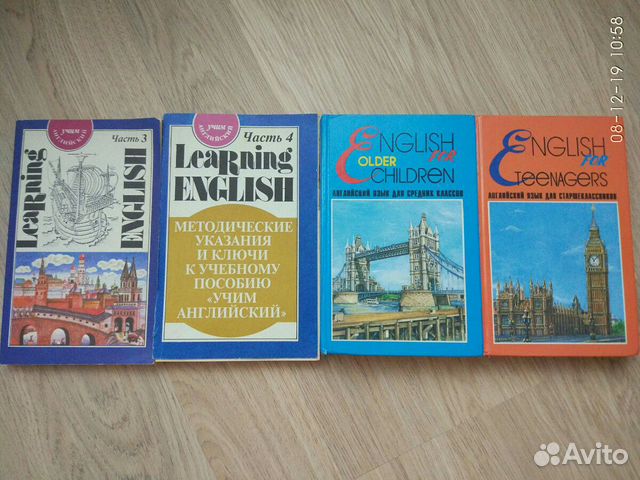 учим
английский
Часть 3
Learning
ENGLISH
учим
английский
Часть 4
LeaRning
ENGLISH
МЕТОДИЧЕСКИЕ
УКАЗАНИЯ
И КЛЮЧИ
К УЧЕБНОМУ
ПОСОБИЮ
«УЧИМ
АНГЛИЙСКИЙ»
ENGLISH
FOR
OLDER
CHILDREN
АНГЛИЙСКИЙ ЯЗЫК ДЛЯ СРЕДНИХ КЛАССОВ
ENGLISH
FOR
TeenAGERS
АНГЛИЙСКИЙ ЯЗЫК ДЛЯ СТАРШЕКЛАССНИКОВ
08-12-19 10:58
Avito